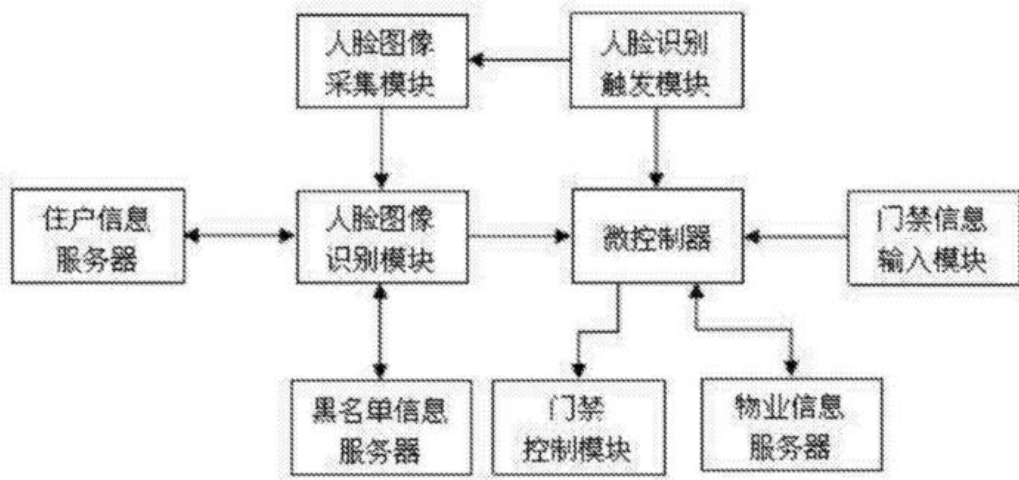 人脸图像
采集模块
人脸识别
触发模块
住户信息
服务器
人脸图像
识别模块
微控制器
门禁信息
输入模块
黑名单信息
服务器
门禁
控制模块
物业信息
服务器